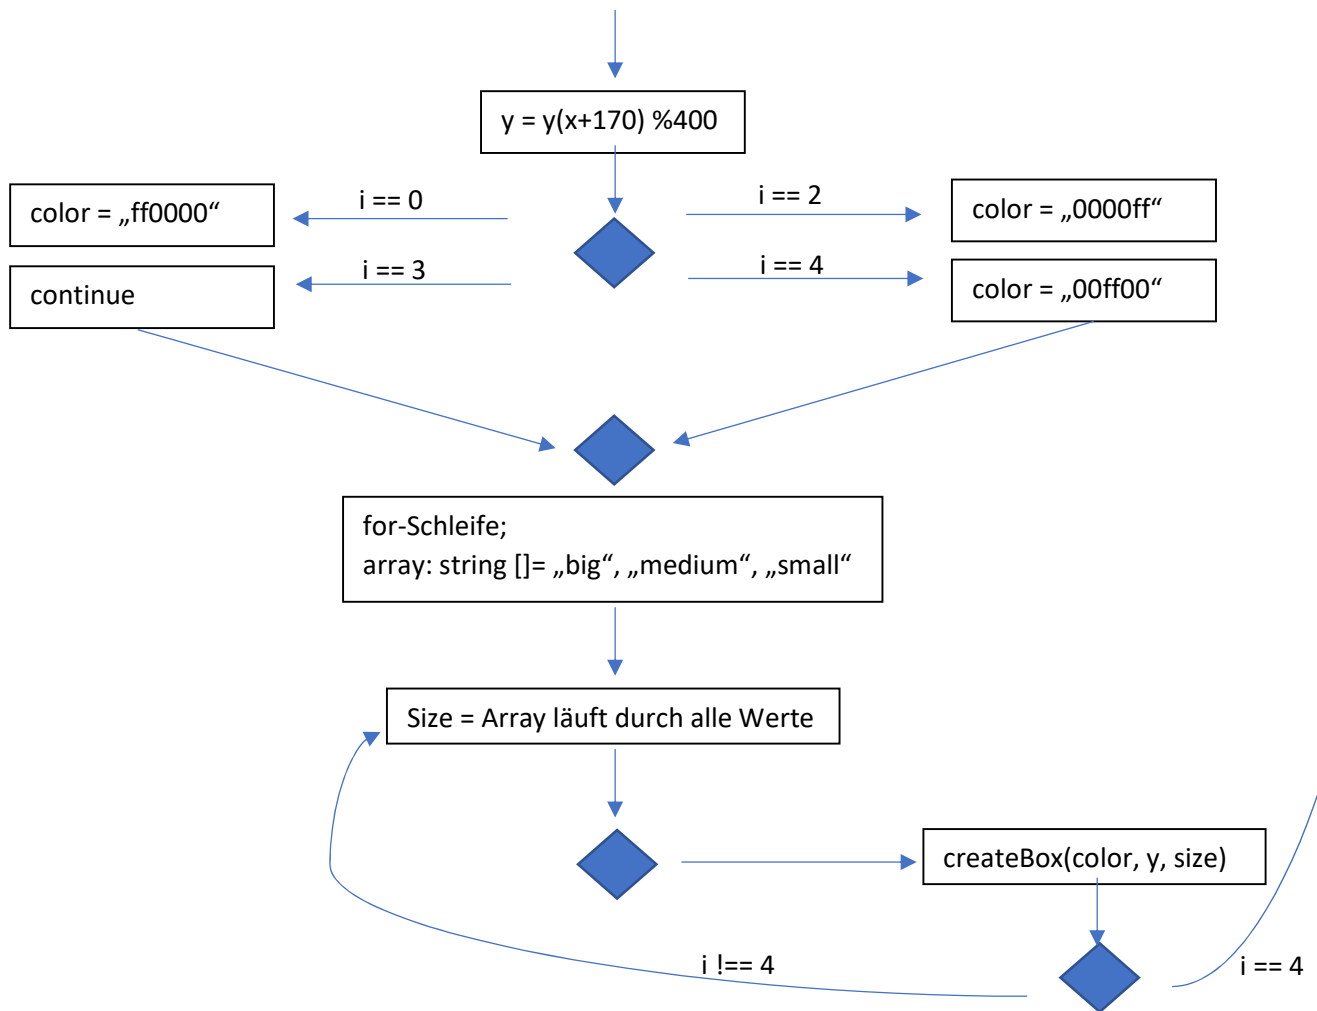 y = y(x+170) %400
i == 0
i == 2
color = „ff0000“
color = „0000ff“
i == 3
i == 4
continue
color = „00ff00“
for-Schleife;
array: string []= „big“, „medium“, „small“
Size = Array läuft durch alle Werte
createBox(color, y, size)
i !== 4
i == 4